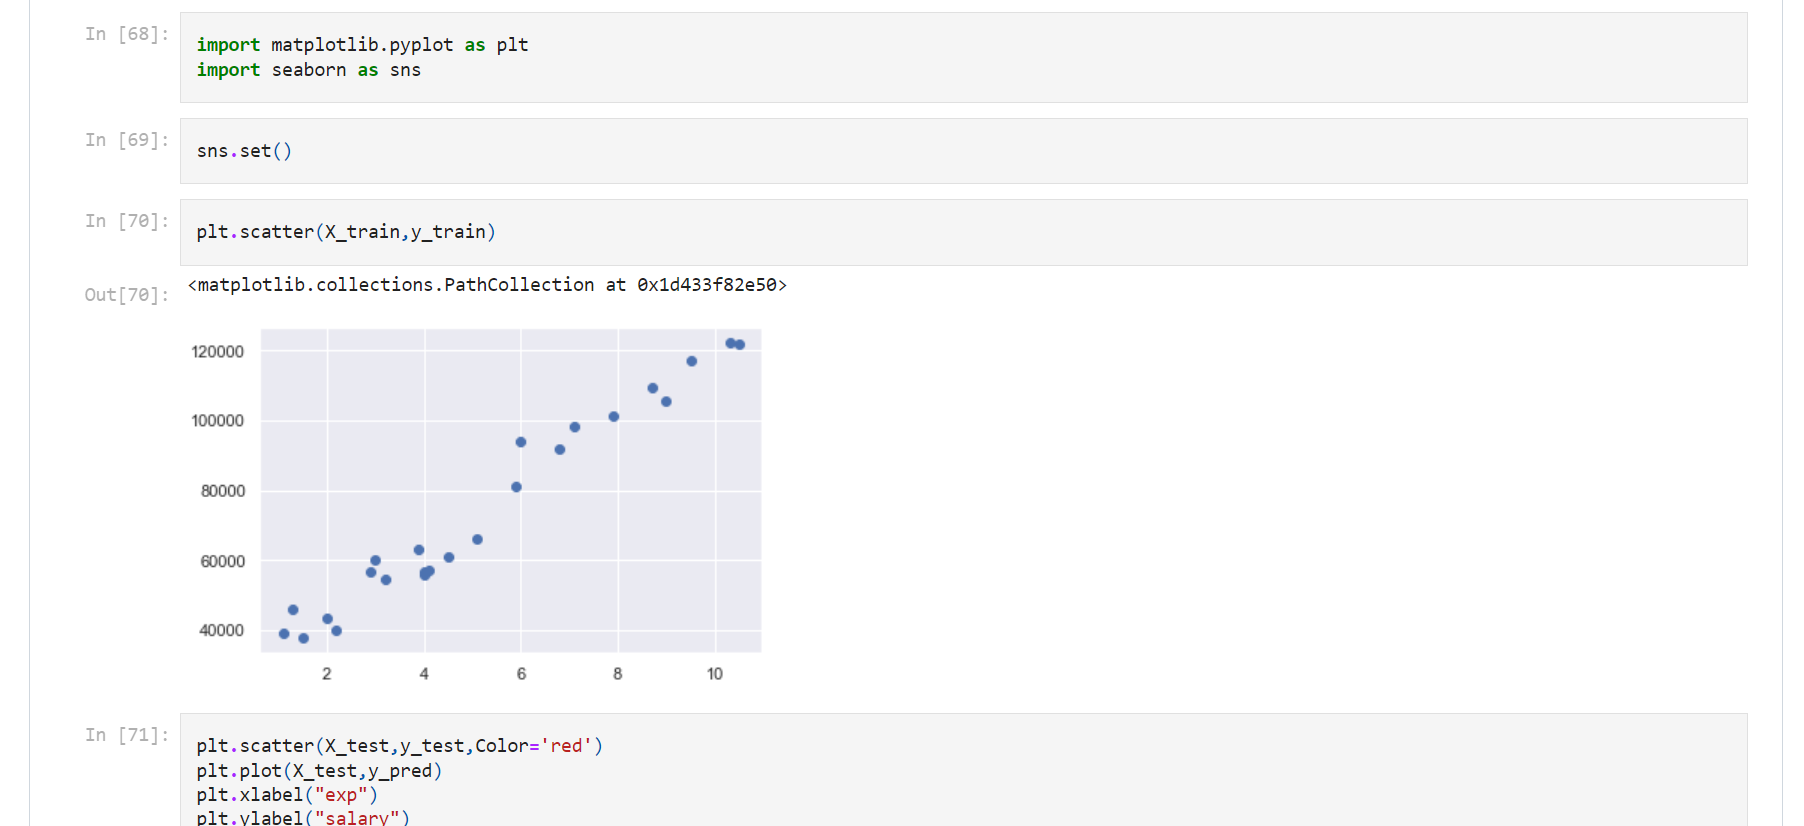 In [68]:
import matplotlib.pyplot as plt
import seaborn as sns
In [69]:
sns.set()
In [70]:
plt.scatter(X_train,y_train)
Out[70]:
<matplotlib.collections.PathCollection at 0x1d433f82e50>
120000
100000
80000
60000
40000
2 4 6 8 10
In [71]:
plt.scatter(X_test,y_test,Color='red')
plt.plot(X_test,y_pred)
plt.xlabel("exp")
plt.ylabel("salary")